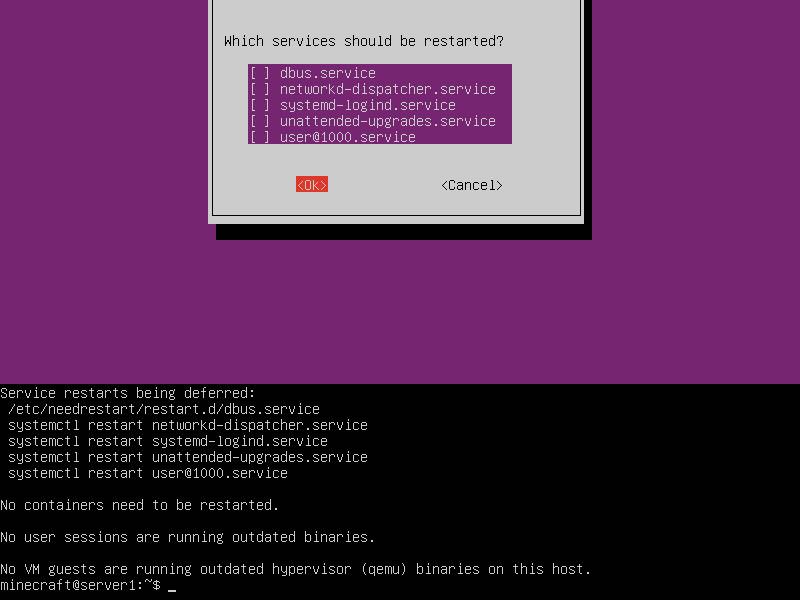 Which services should be restarted?
[ ] dbus.service
[ ] networkd-dispatcher.service
[ ] systemd-logind.service
[ ] unattended-upgrades.service
[ ] user@1000.service
<Ok> <Cancel>
Service restarts being deferred:
/etc/needrestart/restart.d/dbus.service
systemctl restart networkd-dispatcher.service
systemctl restart systemd-logind.service
systemctl restart unattended-upgrades.service
systemctl restart user@1000.service
No containers need to be restarted.
No user sessions are running outdated binaries.
No VM guests are running outdated hypervisor (qemu) binaries on this host.
minecraft@server1:~$ _